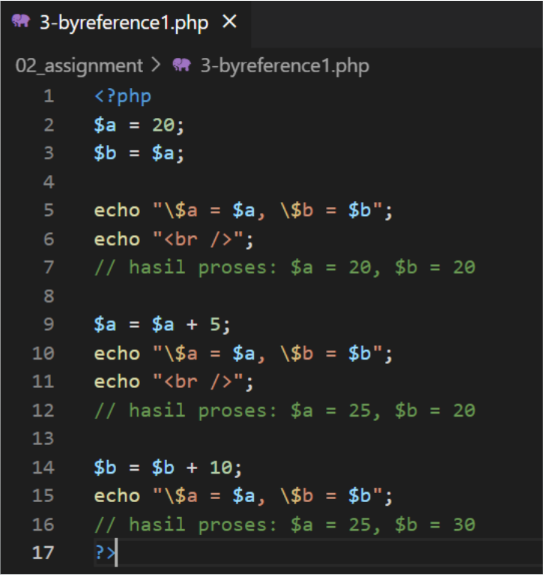 3-byreference1.php ×
02_assignment > 3-byreference1.php
1 <?php
2 $a = 20;
3 $b = $a;
4
5 echo "\$a = $a, \$b = $b";
6 echo "<br />";
7 // hasil proses: $a = 20, $b = 20
8
9 $a = $a + 5;
10 echo "\$a = $a, \$b = $b";
11 echo "<br />";
12 // hasil proses: $a = 25, $b = 20
13
14 $b = $b + 10;
15 echo "\$a = $a, \$b = $b";
16 // hasil proses: $a = 25, $b = 30
17 ?>